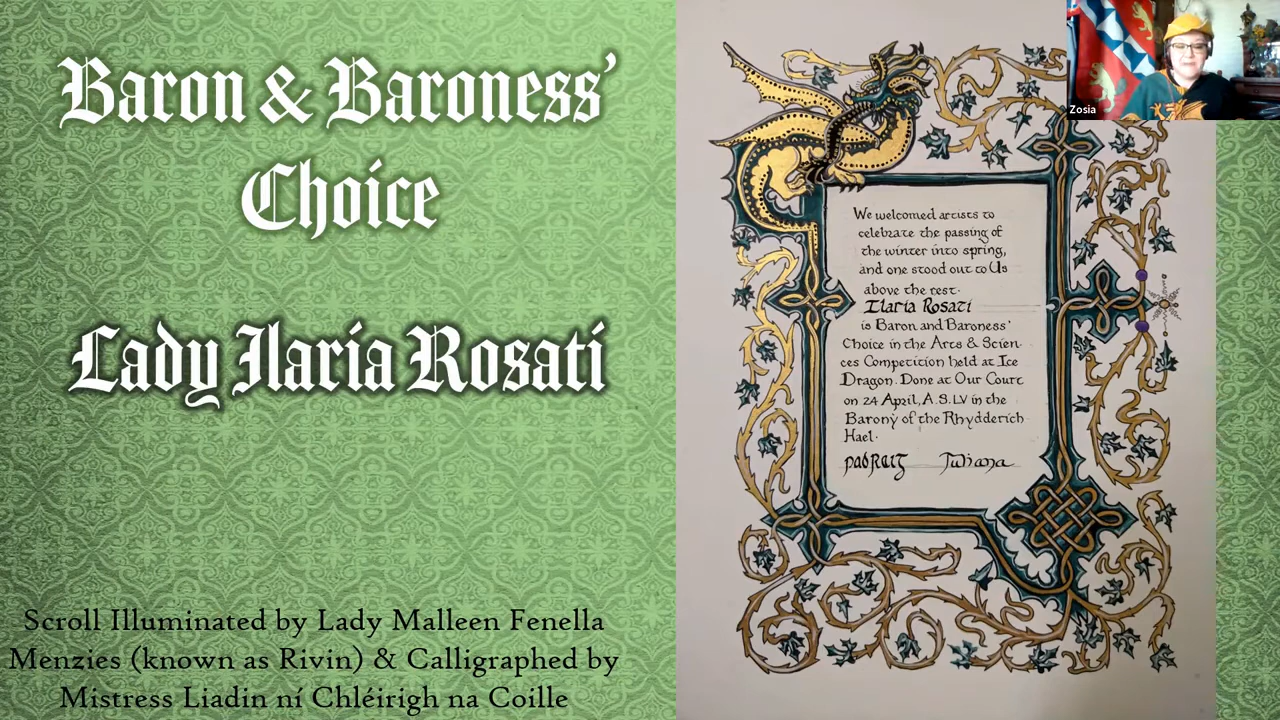 Baron & Baroness'
Choice
Lady Ilaria Rosati
Scroll Illuminated by Lady Malleen Fenella
Menzies (known as Rivin) & Calligraphed by
Mistress Liadin ní Chléirigh na Coille
We welcomed artists to
celebrate the passing of
the winter into spring,
and one stood out to Us
above the rest.
Ilaria Rosati
is Baron and Baroness'
Choice in the Arts & Scien-
ces Competition held at Ice
Dragon. Done at Our Court
on 24 April, A.S. LV in the
Barony of the Rhydderich
Hael.
padraig Juliana
Zosia